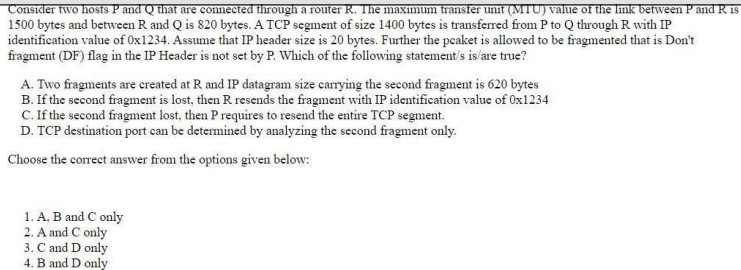 Consider two hosts P and Q that are connected through a router R. The maximum transfer unit (MTU) value of the link between P and R is
1500 bytes and between R and Q is 820 bytes. A TCP segment of size 1400 bytes is transferred from P to Q through R with IP
identification value of 0x1234. Assume that IP header size is 20 bytes. Further the pcaket is allowed to be fragmented that is Don't
fragment (DF) flag in the IP Header is not set by P. Which of the following statement/s is/are true?
A. Two fragments are created at R and IP datagram size carrying the second fragment is 620 bytes
B. If the second fragment is lost, then R resends the fragment with IP identification value of 0x1234
C. If the second fragment lost, then P requires to resend the entire TCP segment.
D. TCP destination port can be determined by analyzing the second fragment only.
Choose the correct answer from the options given below:
1. A, B and C only
2. A and C only
3. C and D only
4. B and D only